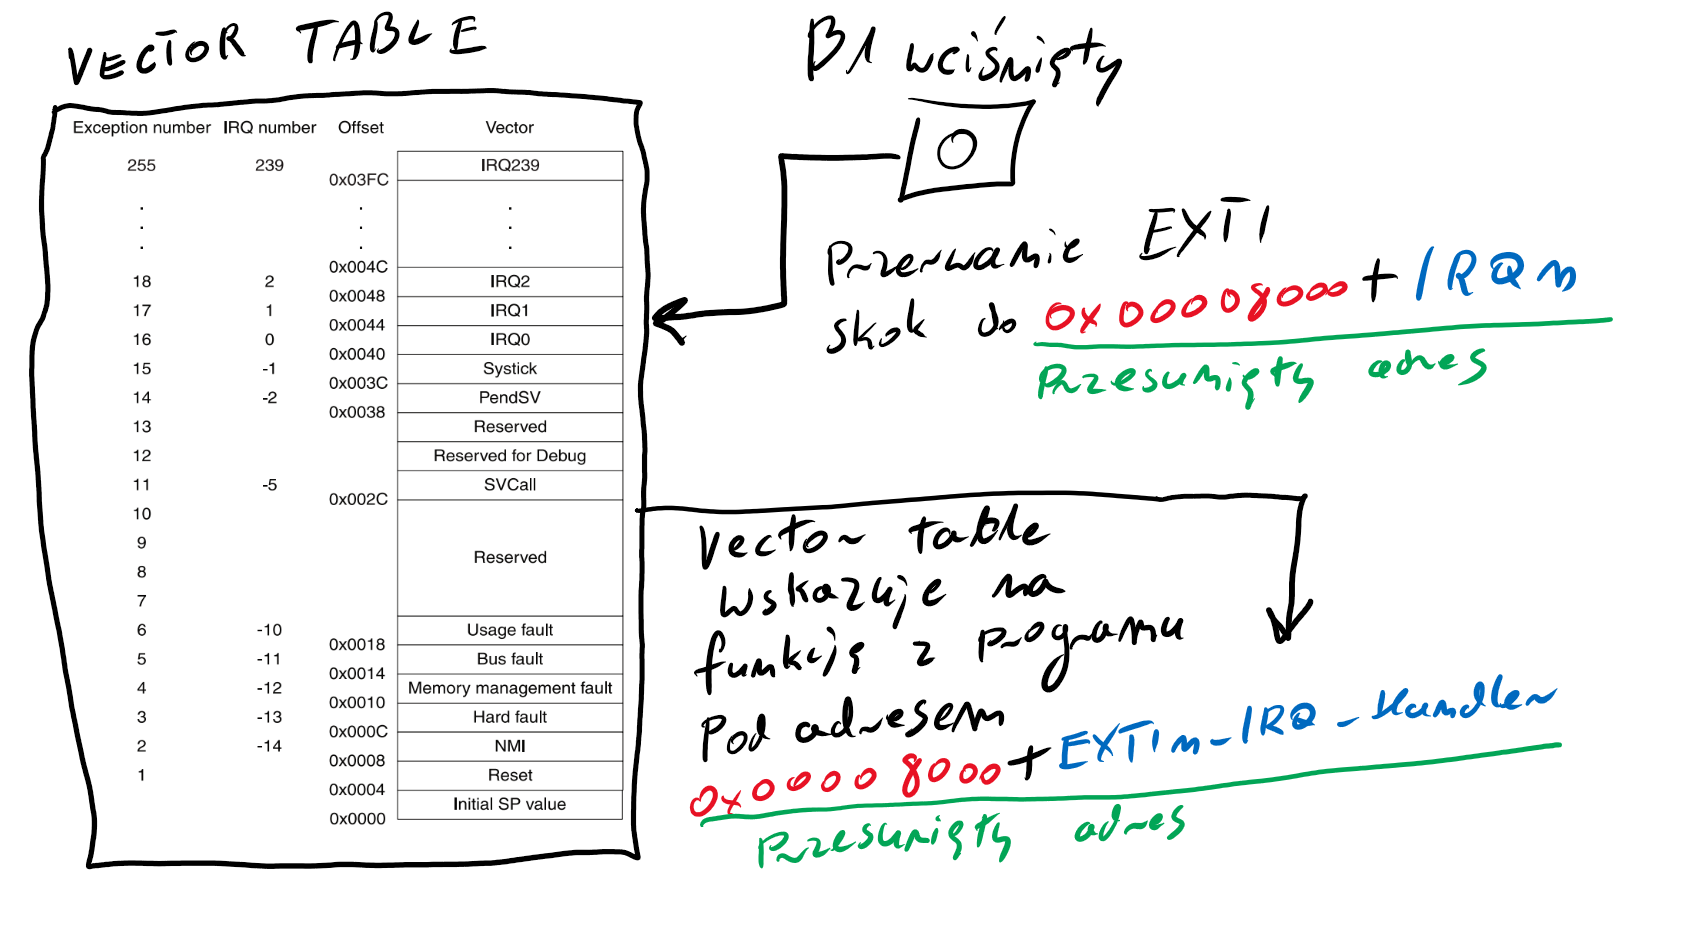 VECTOR TABLE
Exception number IRQ number Offset Vector
255 239 IRQ239
0x03FC
. . .
. . .
. . .
0x004C
18 2 IRQ2
0x0048
17 1 IRQ1
0x0044
16 0 IRQ0
0x0040
15 -1 Systick
0x003C
14 -2 PendSV
0x0038
13 Reserved
12 Reserved for Debug
11 -5 SVCall
0x002C
10
9
Reserved
8
7
6 -10 Usage fault
0x0018
5 -11 Bus fault
0x0014
4 -12 Memory management fault
0x0010
3 -13 Hard fault
0x000C
2 -14 NMI
0x0008
1 Reset
0x0004
Initial SP value
0x0000
B1 wciśnięty
Przerwanie EXTI
skok do 0x00008000 + IRQn
Przesunięty adres
Vector table
wskazuje na
funkcję z programu
Pod adresem
0x00008000 + EXTIn_IRQ_Handler
Przesunięty adres